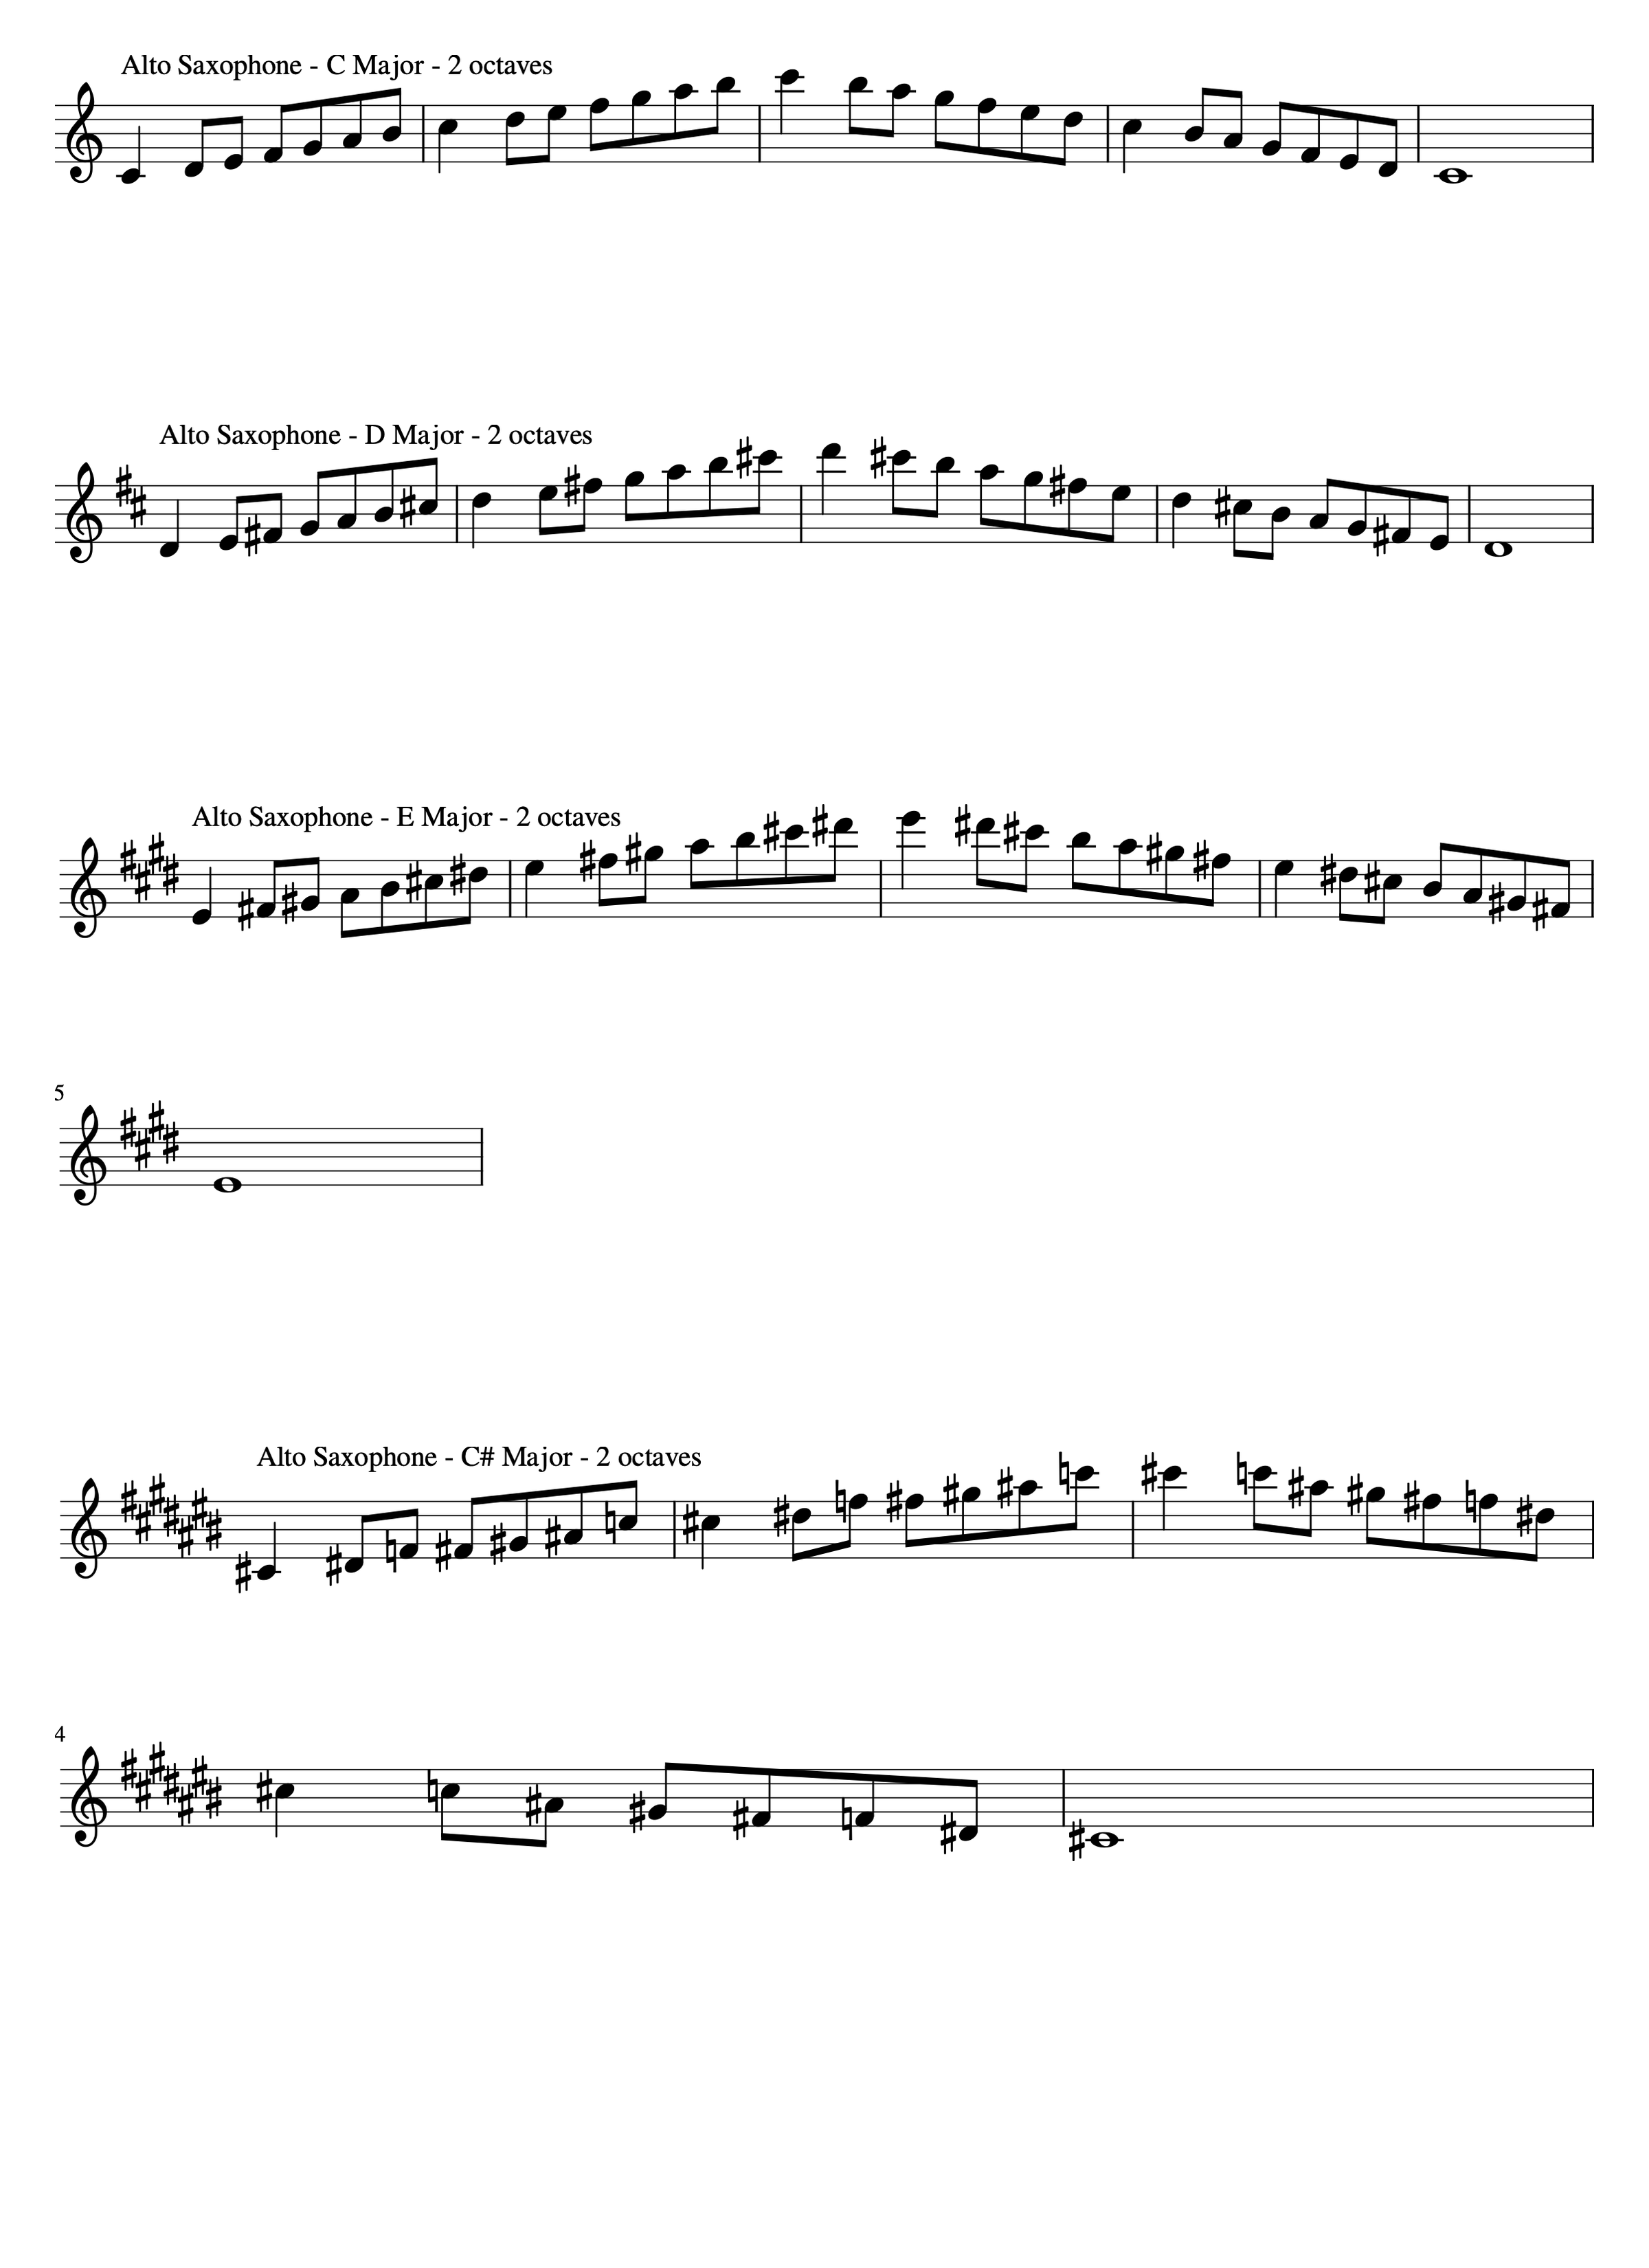 Alto Saxophone - C Major - 2 octaves
Alto Saxophone - D Major - 2 octaves
Alto Saxophone - E Major - 2 octaves
5
Alto Saxophone - C# Major - 2 octaves
4